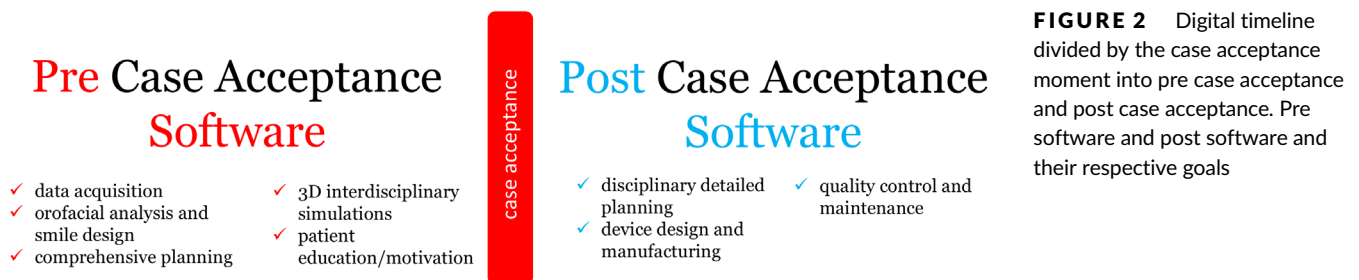 Pre Case Acceptance
Software
✓ data acquisition
✓ orofacial analysis and
smile design
✓ comprehensive planning
✓ 3D interdisciplinary
simulations
✓ patient
education/motivation
case acceptance
Post Case Acceptance
Software
✓ disciplinary detailed
planning
✓ device design and
manufacturing
✓ quality control and
maintenance
FIGURE 2 Digital timeline
divided by the case acceptance
moment into pre case acceptance
and post case acceptance. Pre
software and post software and
their respective goals